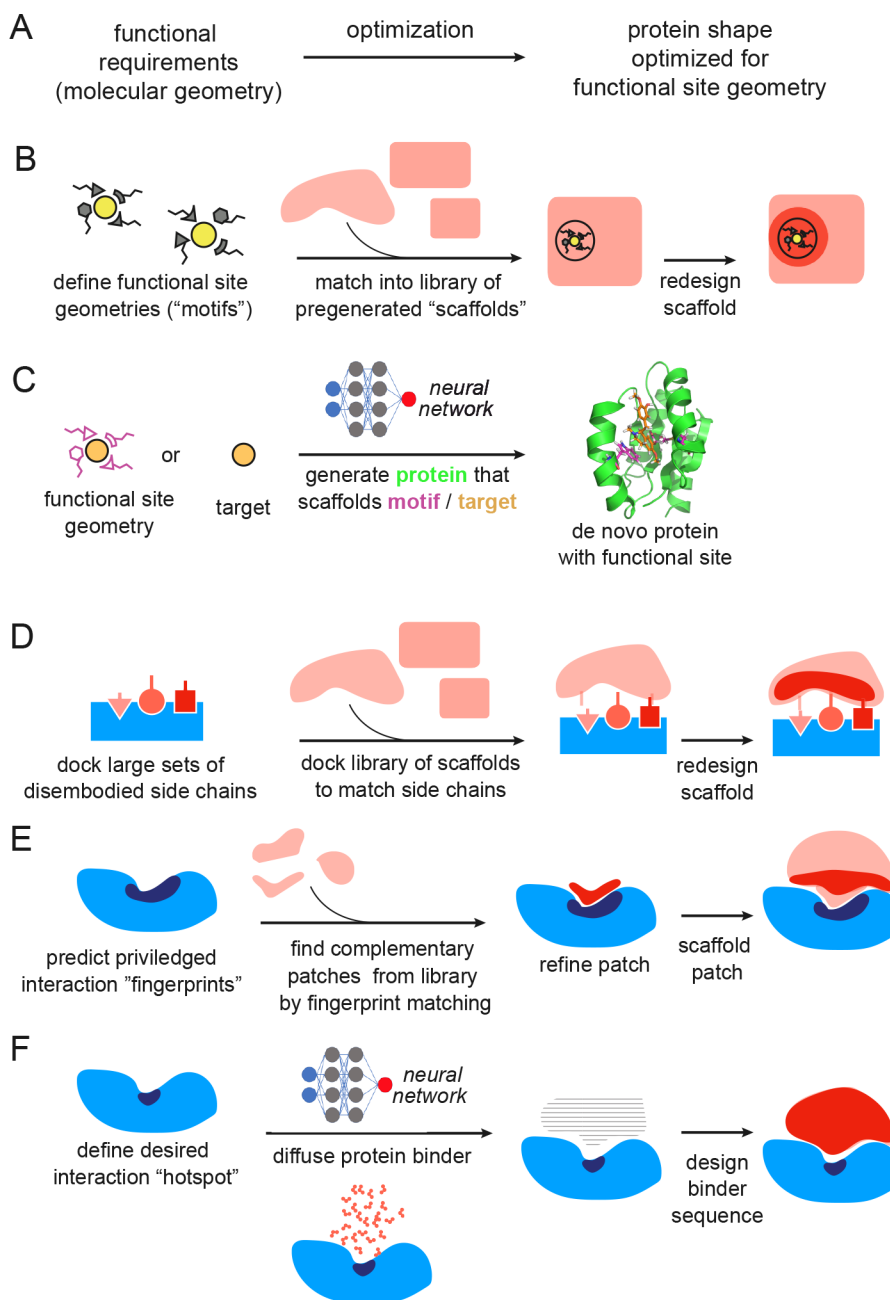 A
functional
requirements
(molecular geometry)
optimization
protein shape
optimized for
functional site geometry
B
define functional site
geometries (“motifs”)
match into library of
pregenerated “scaffolds”
redesign
scaffold
C
functional site
geometry
or
target
neural
network
generate protein that
scaffolds motif / target
de novo protein
with functional site
D
dock large sets of
disembodied side chains
dock library of scaffolds
to match side chains
redesign
scaffold
E
predict priviledged
interaction ”fingerprints”
find complementary
patches from library
by fingerprint matching
refine patch
scaffold
patch
F
define desired
interaction “hotspot”
neural
network
diffuse protein binder
design
binder
sequence